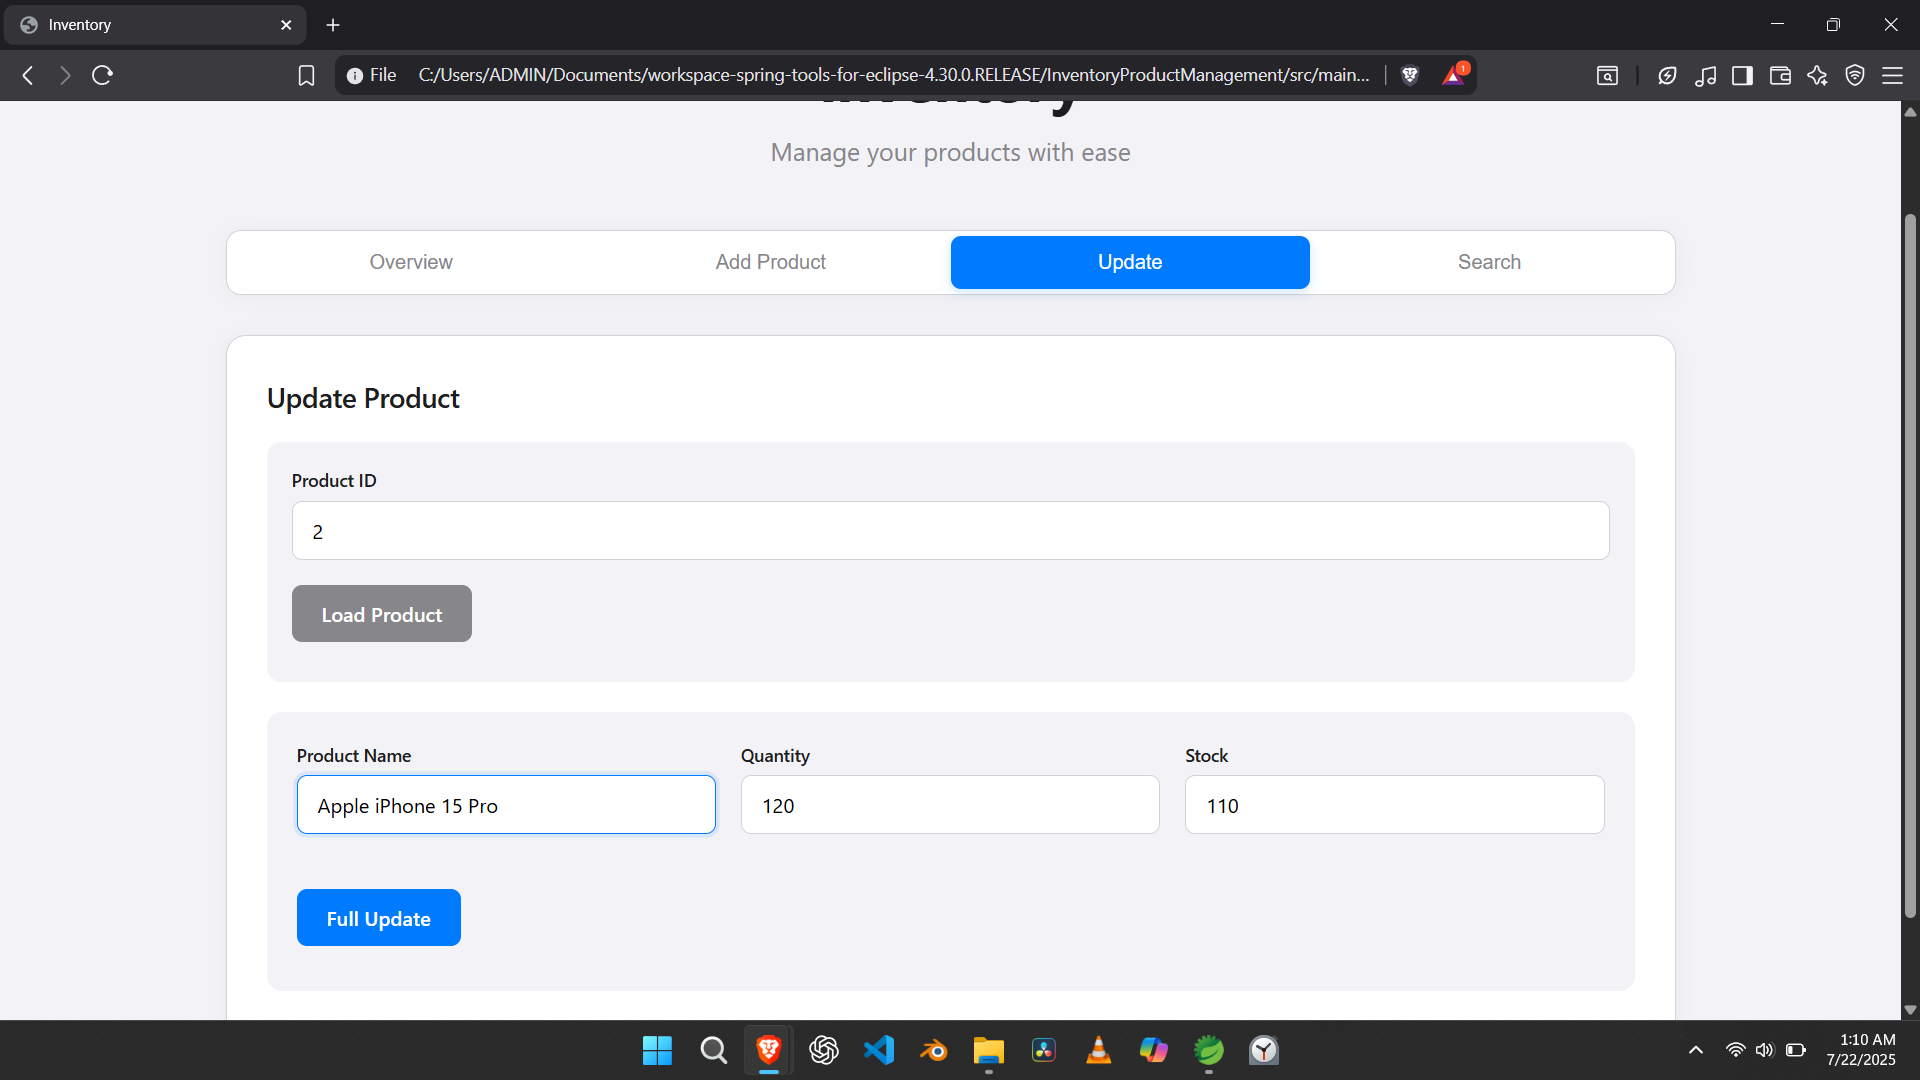 Inventory
File C:/Users/ADMIN/Documents/workspace-spring-tools-for-eclipse-4.30.0.RELEASE/InventoryProductManagement/src/main...
1
Inventory
Manage your products with ease
Overview Add Product Update Search
Update Product
Product ID
2
Load Product
Product Name Quantity Stock
Apple iPhone 15 Pro 120 110
Full Update
1:10 AM
7/22/2025